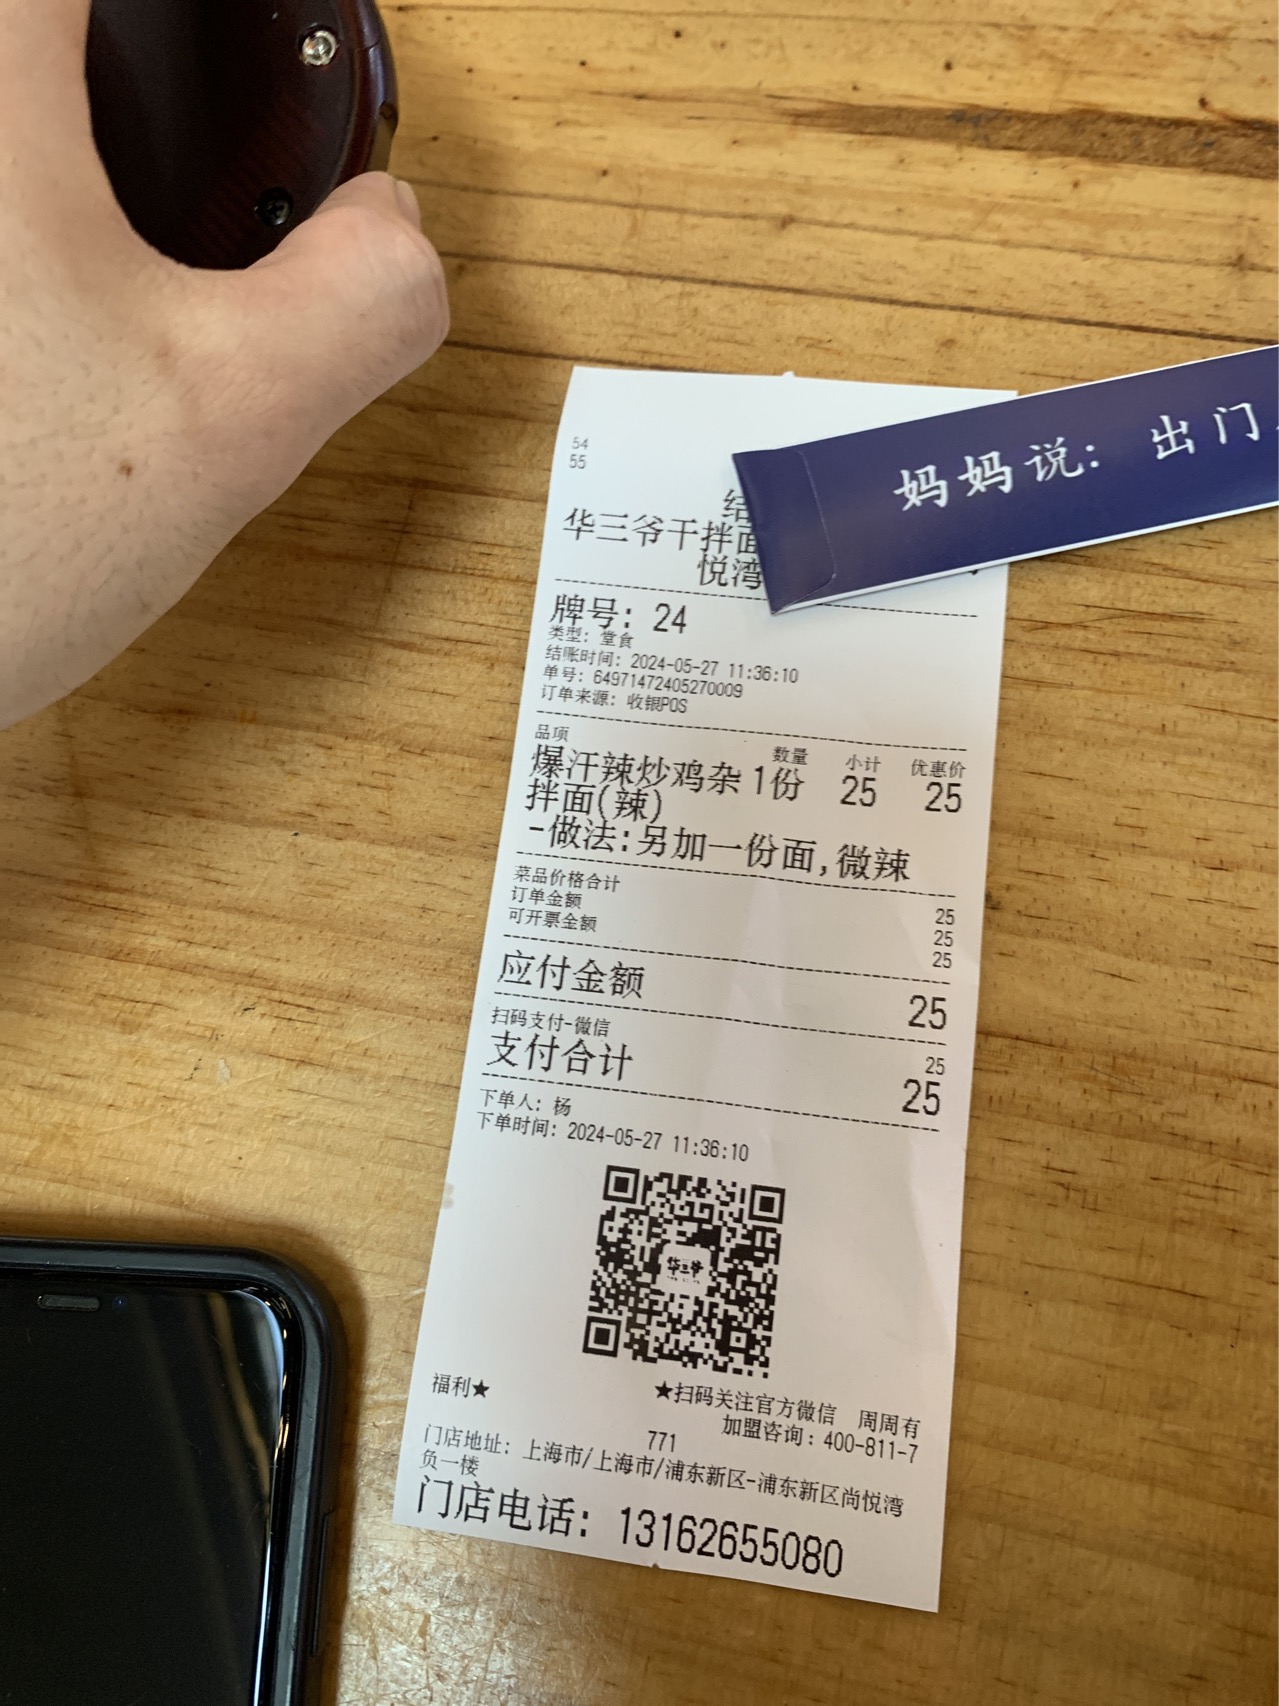 54
55
妈妈说: 出门
华三爷干拌面
悦湾
牌号: 24
类型: 堂食
结账时间: 2024-05-27 11:36:10
单号: 64971472405270009
订单来源: 收银POS
品项 数量 小计 优惠价
爆汗辣炒鸡杂 1份 25 25
拌面(辣)
-做法:另加一份面,微辣
菜品价格合计 25
订单金额 25
可开票金额 25
应付金额 25
扫码支付-微信 25
支付合计 25
下单人: 杨
下单时间: 2024-05-27 11:36:10
华三爷
★扫码关注官方微信 周周有
福利★
加盟咨询: 400-811-7
771
门店地址: 上海市/上海市/浦东新区-浦东新区尚悦湾
负一楼
门店电话: 13162655080